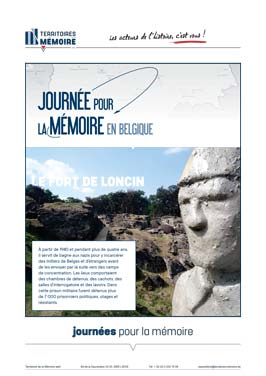 TERRITOIRES
MÉMOIRE
Les acteurs de l'histoire, c'est vous !
JOURNÉE POUR
LA MÉMOIRE EN BELGIQUE
LE FORT DE LONCIN
À partir de 1940 et pendant plus de quatre ans,
il servit de bagne aux nazis pour y incarcérer
des milliers de Belges et d'étrangers avant
de les envoyer par la suite vers des camps
de concentration. Les lieux comportaient
des chambres de détenus, des cachots, des
salles d'interrogatoire et des lavoirs. Dans
cette prison militaire furent détenus plus
de 7 000 prisonniers politiques, otages et
résistants.
journées pour la mémoire